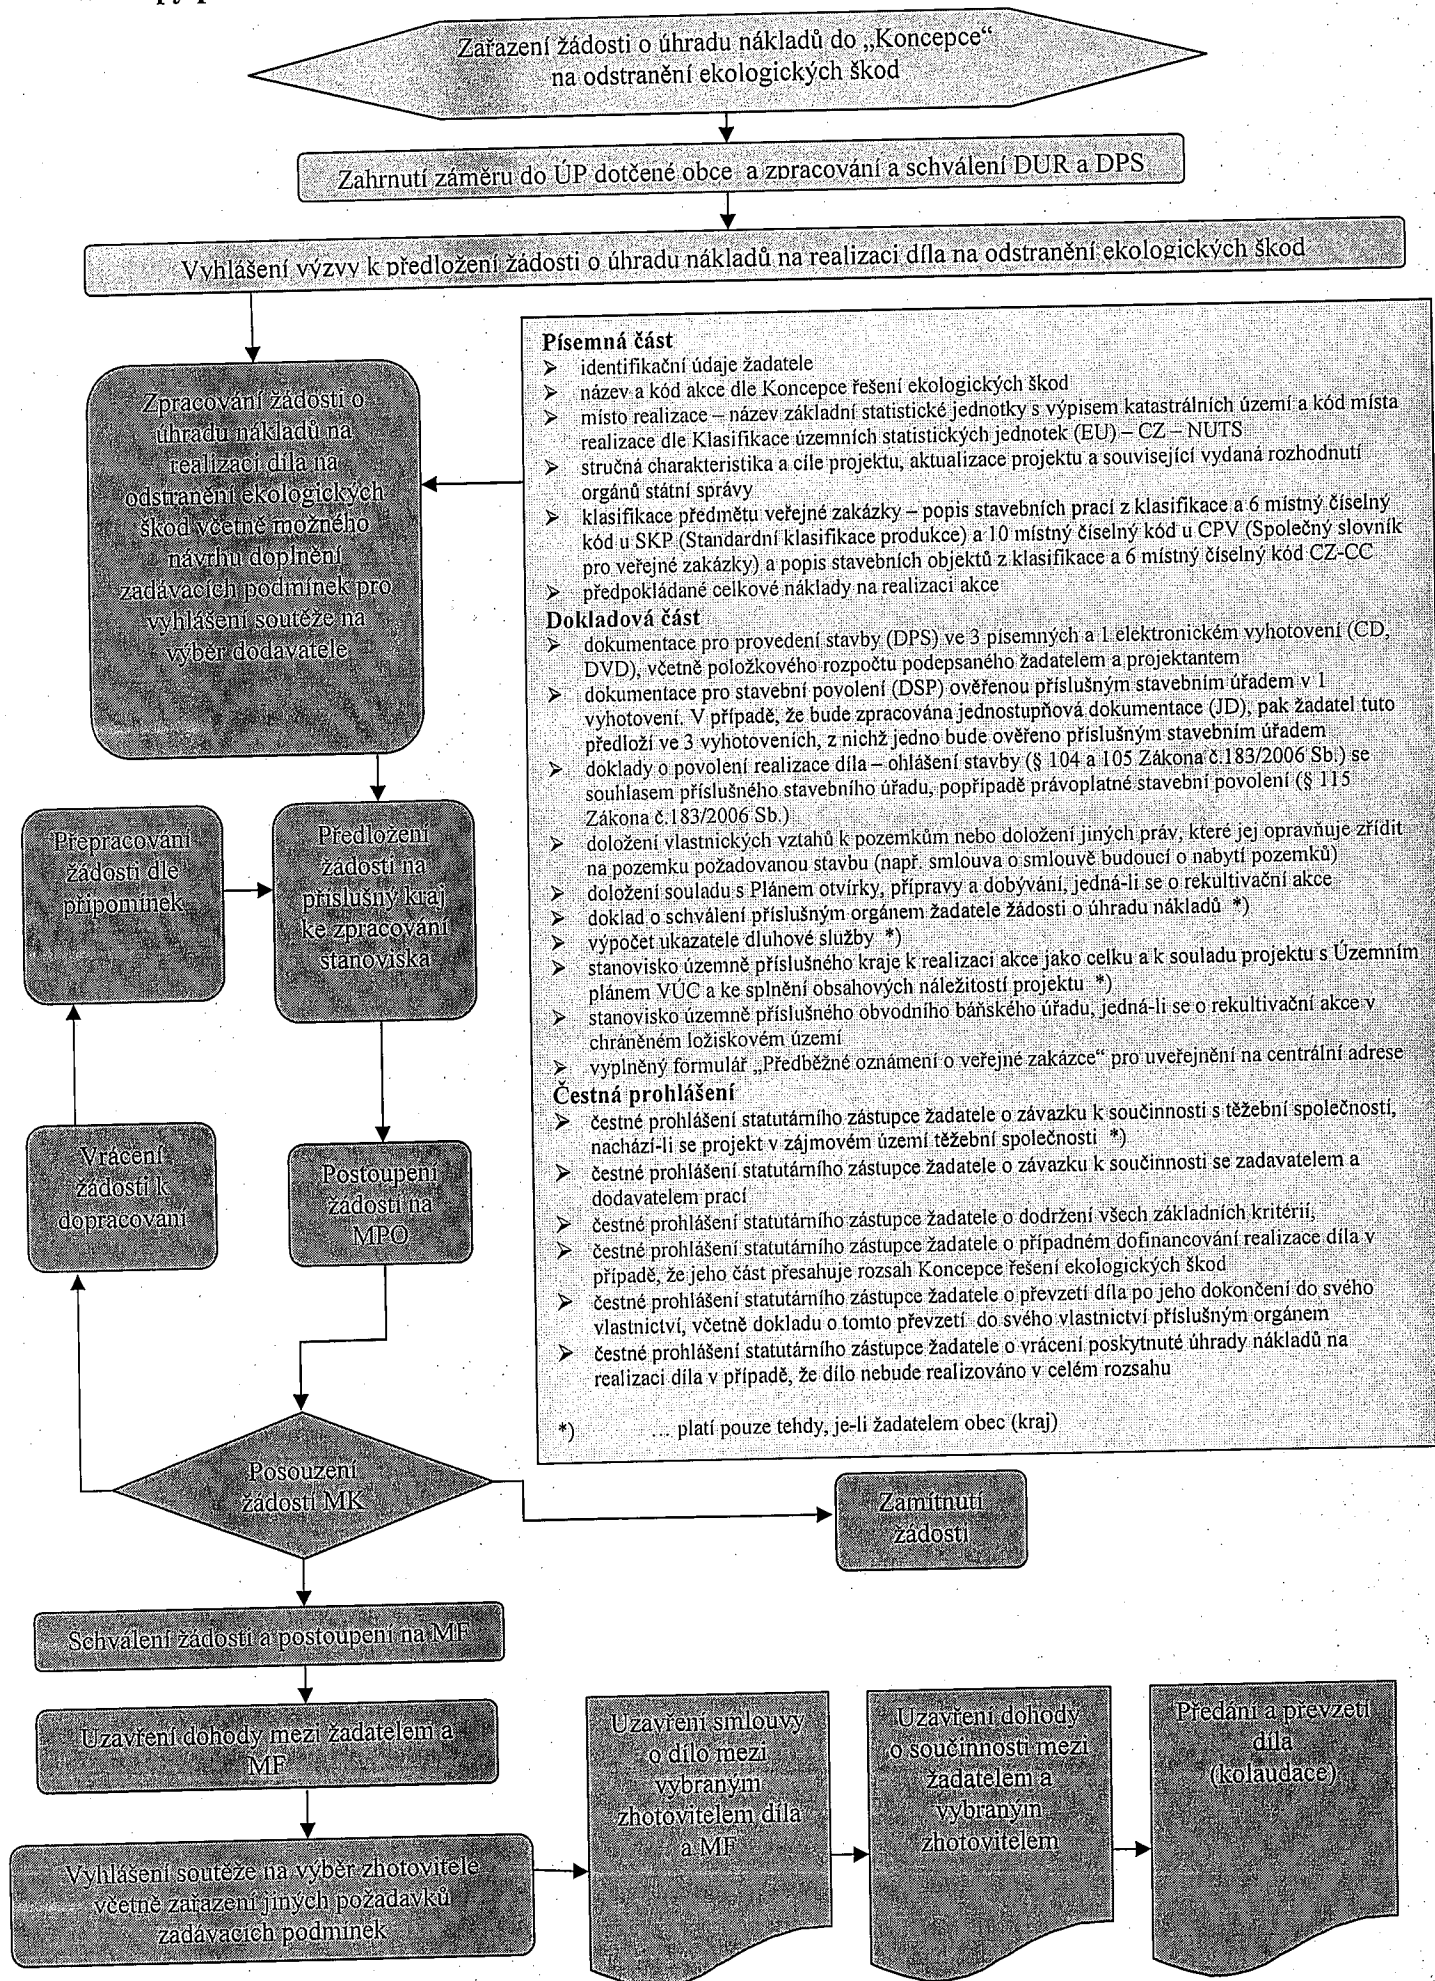 Zařazení žádosti o úhradu nákladů do „Koncepce“
na odstranění ekologických škod
Zahrnutí záměru do ÚP dotčené obce a zpracování a schválení DUR a DPS
Vyhlášení výzvy k předložení žádosti o úhradu nákladů na realizaci díla na odstranění ekologických škod
Zpracování žádosti o
úhradu nákladů na
realizaci díla na
odstranění ekologických
škod včetně možného
návrhu doplnění
zadávacích podmínek pro
vyhlášení soutěže na
výběr dodavatele
Písemná část
➢ identifikační údaje žadatele
➢ název a kód akce dle Koncepce řešení ekologických škod
➢ místo realizace – název základní statistické jednotky s výpisem katastrálních území a kód místa
realizace dle Klasifikace územních statistických jednotek (EU) – CZ – NUTS
➢ stručná charakteristika a cíle projektu, aktualizace projektu a související vydaná rozhodnutí
orgánů státní správy
➢ klasifikace předmětu veřejné zakázky – popis stavebních prací z klasifikace a 6 místný číselný
kód u SKP (Standardní klasifikace produkce) a 10 místný číselný kód u CPV (Společný slovník
pro veřejné zakázky) a popis stavebních objektů z klasifikace a 6 místný číselný kód CZ-CC
➢ předpokládané celkové náklady na realizaci akce
Dokladová část
➢ dokumentace pro provedení stavby (DPS) ve 3 písemných a 1 elektronickém vyhotovení (CD,
DVD), včetně položkového rozpočtu podepsaného žadatelem a projektantem
➢ dokumentace pro stavební povolení (DSP) ověřenou příslušným stavebním úřadem v 1
vyhotovení. V případě, že bude zpracována jednostupňová dokumentace (JD), pak žadatel tuto
předloží ve 3 vyhotoveních, z nichž jedno bude ověřeno příslušným stavebním úřadem
➢ doklady o povolení realizace díla – ohlášení stavby (§ 104 a 105 Zákona č.183/2006 Sb.) se
souhlasem příslušného stavebního úřadu, popřípadě právoplatné stavební povolení (§ 115
Zákona č.183/2006 Sb.)
➢ doložení vlastnických vztahů k pozemkům nebo doložení jiných práv, které jej opravňuje zřídit
na pozemku požadovanou stavbu (např. smlouva o smlouvě budoucí o nabytí pozemků)
➢ doložení souladu s Plánem otvírky, přípravy a dobývání, jedná-li se o rekultivační akce
➢ doklad o schválení příslušným orgánem žadatele žádosti o úhradu nákladů *)
➢ výpočet ukazatele dluhové služby *)
➢ stanovisko územně příslušného kraje k realizaci akce jako celku a k souladu projektu s Územním
plánem VÚC a ke splnění obsahových náležitostí projektu *)
➢ stanovisko územně příslušného obvodního báňského úřadu, jedná-li se o rekultivační akce v
chráněném ložiskovém území
➢ vyplněný formulář „Předběžné oznámení o veřejné zakázce“ pro uveřejnění na centrální adrese
Čestná prohlášení
➢ čestné prohlášení statutárního zástupce žadatele o závazku k součinnosti s těžební společností,
nachází-li se projekt v zájmovém území těžební společnosti *)
➢ čestné prohlášení statutárního zástupce žadatele o závazku k součinnosti se zadavatelem a
dodavatelem prací
➢ čestné prohlášení statutárního zástupce žadatele o dodržení všech základních kritérií,
➢ čestné prohlášení statutárního zástupce žadatele o případném dofinancování realizace díla v
případě, že jeho část přesahuje rozsah Koncepce řešení ekologických škod
➢ čestné prohlášení statutárního zástupce žadatele o převzetí díla po jeho dokončení do svého
vlastnictví, včetně dokladu o tomto převzetí do svého vlastnictví příslušným orgánem
➢ čestné prohlášení statutárního zástupce žadatele o vrácení poskytnuté úhrady nákladů na
realizaci díla v případě, že dílo nebude realizováno v celém rozsahu
*) … platí pouze tehdy, je-li žadatelem obec (kraj)
Přepracování
žádosti dle
připomínek
Předložení
žádosti na
příslušný kraj
ke zpracování
stanoviska
Vrácení
žádosti k
dopracování
Postoupení
žádosti na
MPO
Posouzení
žádostí MK
Zamítnutí
žádosti
Schválení žádosti a postoupení na MF
Uzavření dohody mezi žadatelem a
MF
Vyhlášení soutěže na výběr zhotovitele
včetně zařazení jiných požadavků
zadávacích podmínek
Uzavření smlouvy
o dílo mezi
vybraným
zhotovitelem díla
a MF
Uzavření dohody
o součinnosti mezi
žadatelem a
vybraným
zhotovitelem
Předání a převzetí
díla
(kolaudace)